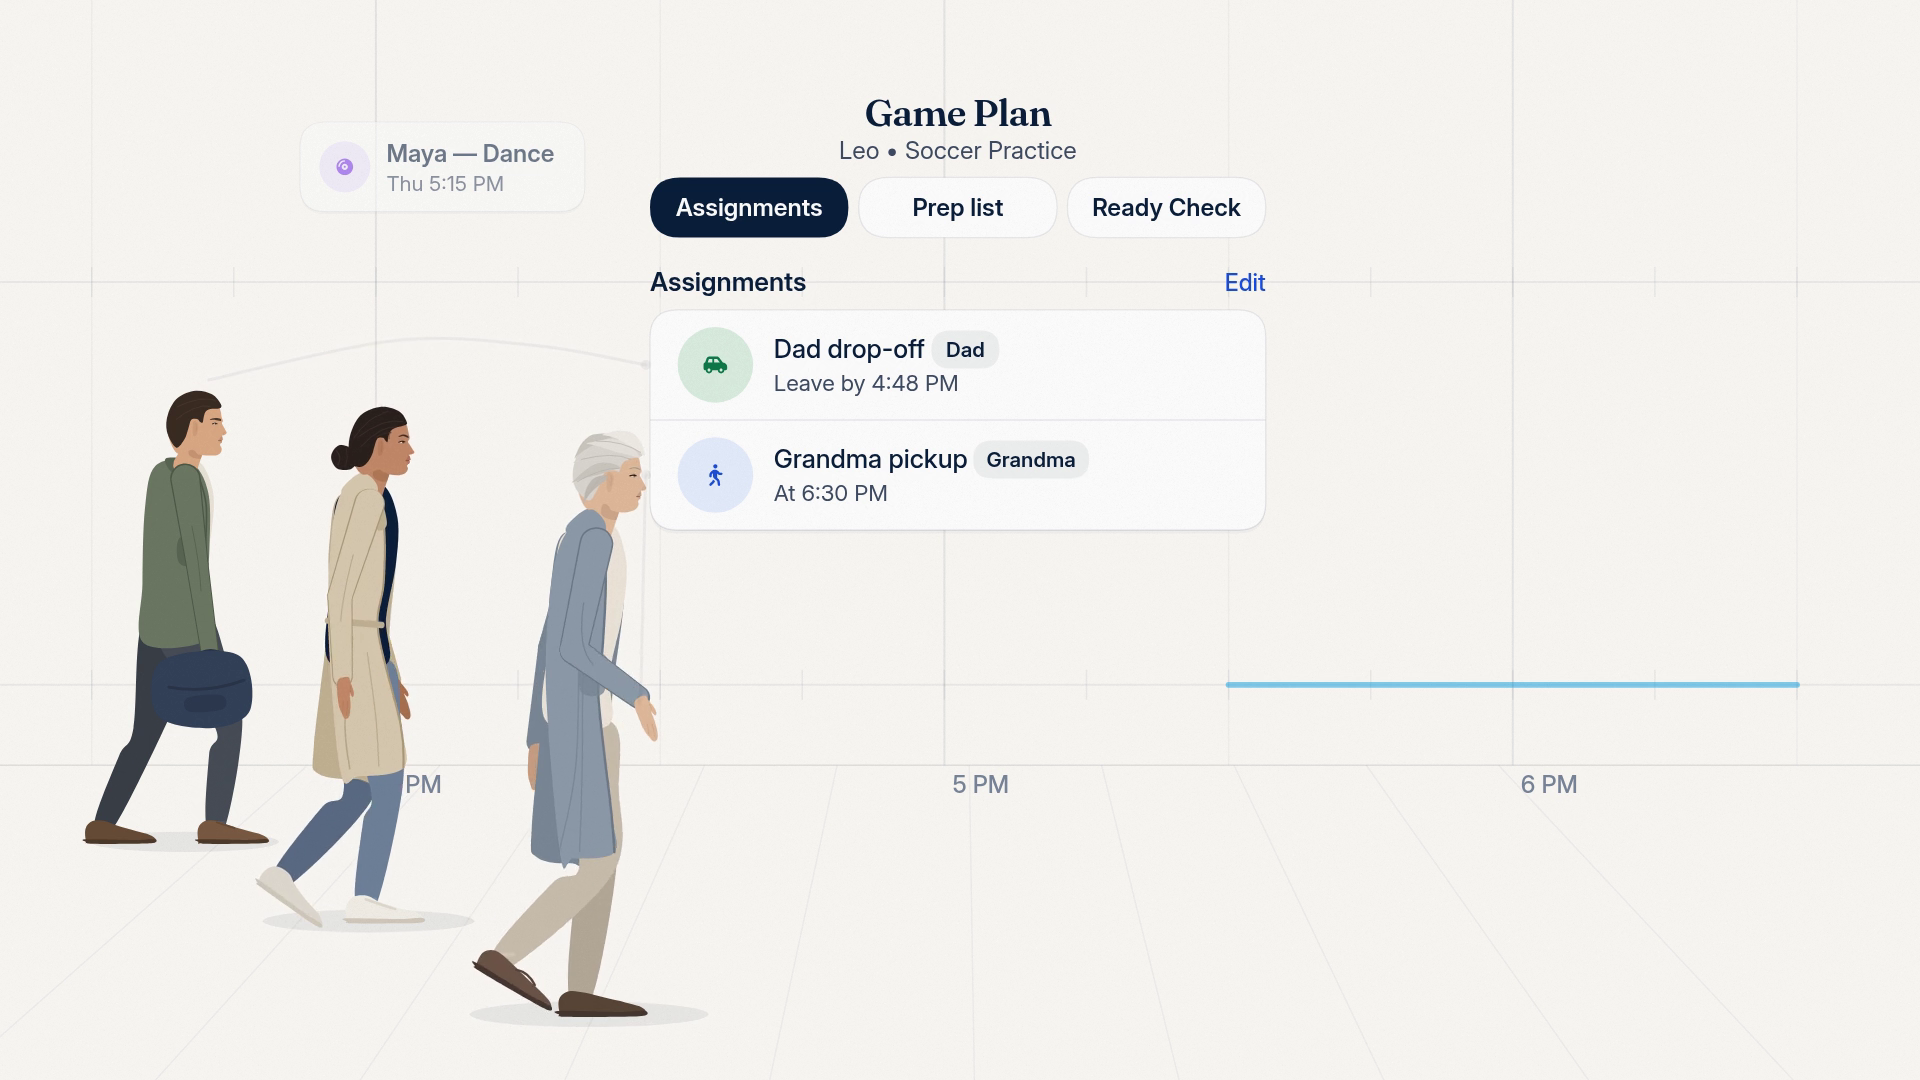 Game Plan
Leo • Soccer Practice
Maya — Dance
Thu 5:15 PM
Assignments
Prep list
Ready Check
Assignments
Edit
Dad drop-off
Dad
Leave by 4:48 PM
Grandma pickup
Grandma
At 6:30 PM
PM
5 PM
6 PM